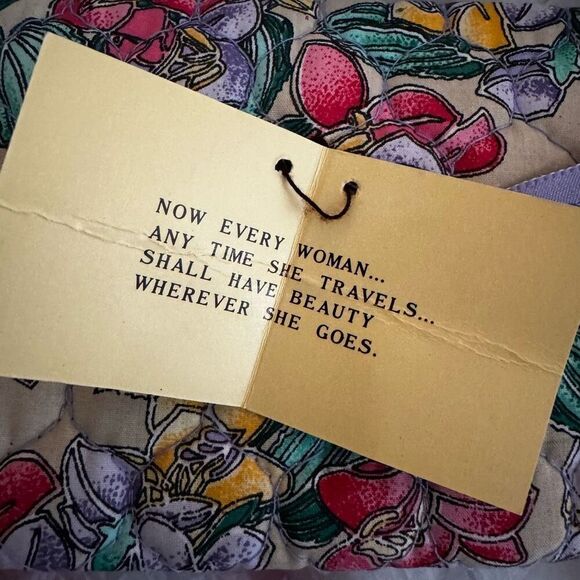 NOW EVERY WOMAN...
ANY TIME SHE TRAVELS...
SHALL HAVE BEAUTY
WHEREVER SHE GOES.